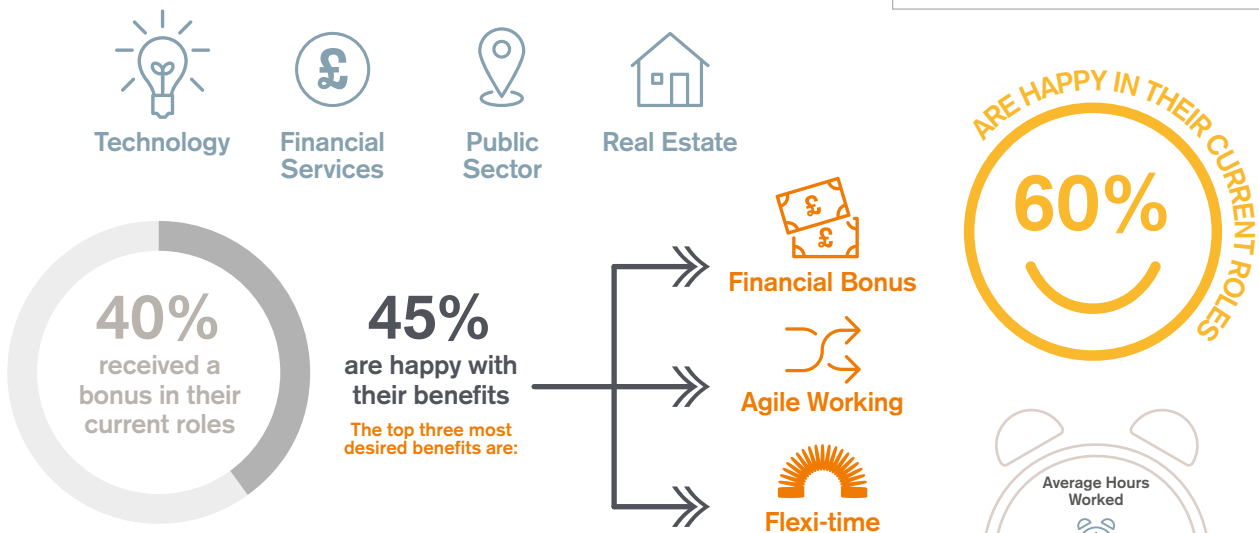 Technology
Financial
Services
Public
Sector
Real Estate
ARE HAPPY IN THEIR CURRENT ROLES
60%
40%
received a
bonus in their
current roles
45%
are happy with
their benefits
The top three most
desired benefits are:
£
£
£
Financial Bonus
Agile Working
Flexi-time
Average Hours
Worked